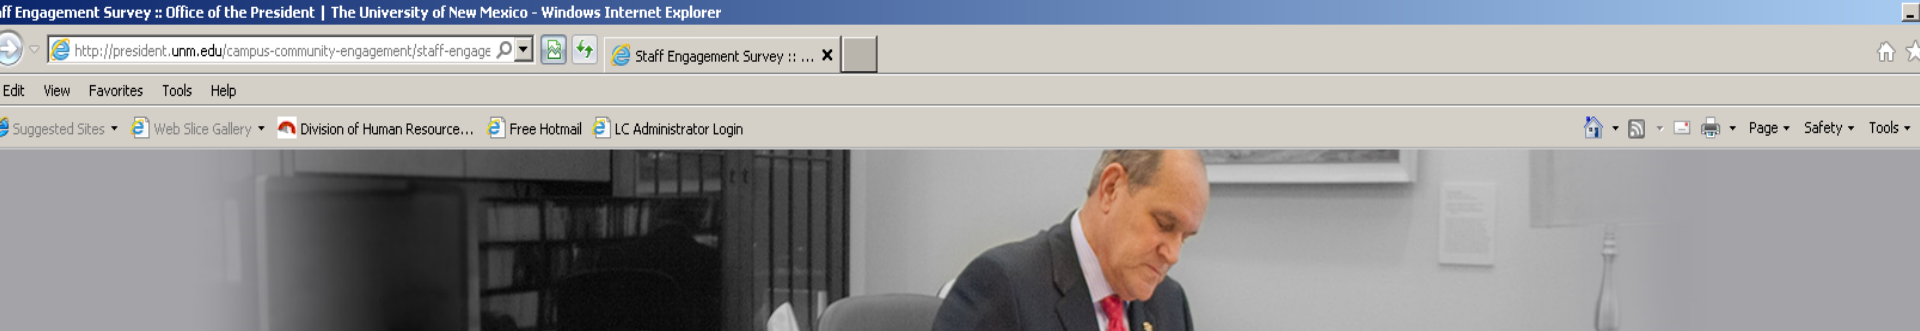 ff Engagement Survey :: Office of the President | The University of New Mexico - Windows Internet Explorer
http://president.unm.edu/campus-community-engagement/staff-engage
Staff Engagement Survey :: ...
Edit View Favorites Tools Help
Suggested Sites Web Slice Gallery Division of Human Resource... Free Hotmail LC Administrator Login Page Safety Tools